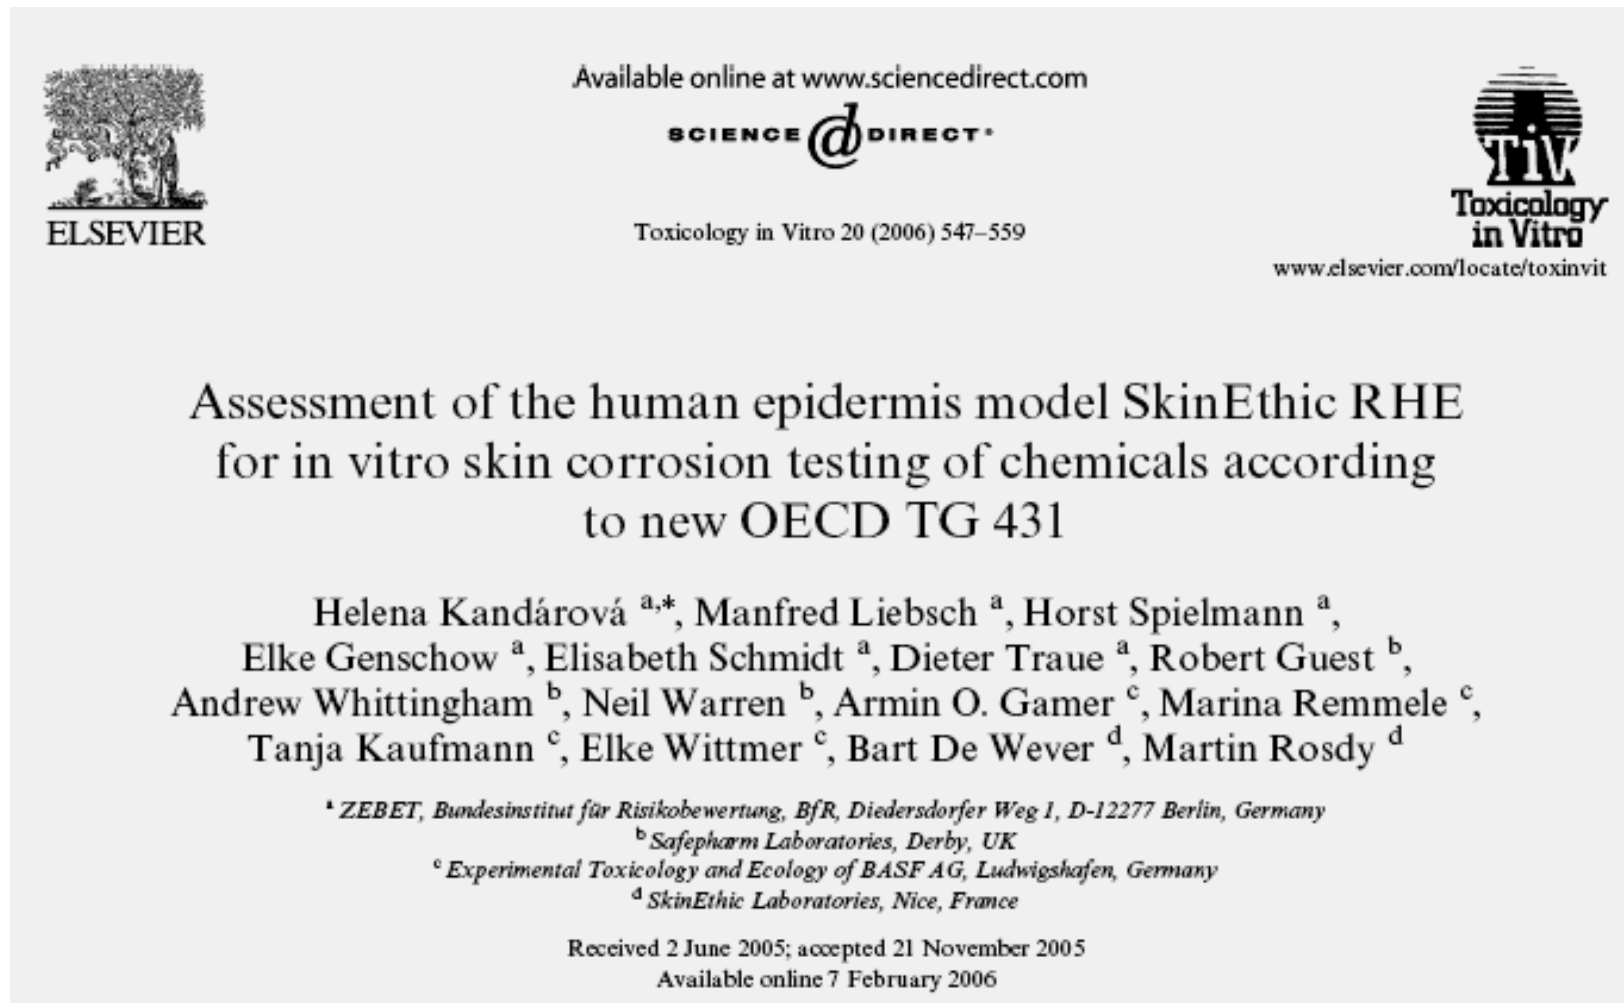 Available online at www.sciencedirect.com
SCIENCE @ DIRECT®
TiV
Toxicology
in Vitro
ELSEVIER
Toxicology in Vitro 20 (2006) 547–559
www.elsevier.com/locate/toxinvit
Assessment of the human epidermis model SkinEthic RHE
for in vitro skin corrosion testing of chemicals according
to new OECD TG 431
Helena Kandárová a,*, Manfred Liebsch a, Horst Spielmann a,
Elke Genschow a, Elisabeth Schmidt a, Dieter Traue a, Robert Guest b,
Andrew Whittingham b, Neil Warren b, Armin O. Gamer c, Marina Remmele c,
Tanja Kaufmann c, Elke Wittmer c, Bart De Wever d, Martin Rosdy d
a ZEBET, Bundesinstitut für Risikobewertung, BfR, Diedersdorfer Weg 1, D-12277 Berlin, Germany
b Safepharm Laboratories, Derby, UK
c Experimental Toxicology and Ecology of BASF AG, Ludwigshafen, Germany
d SkinEthic Laboratories, Nice, France
Received 2 June 2005; accepted 21 November 2005
Available online 7 February 2006